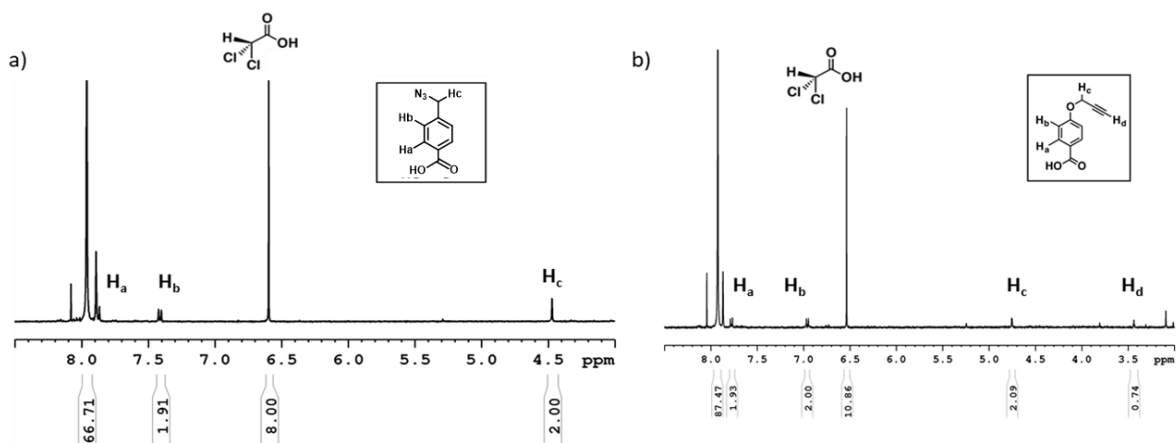 a)
H
O
OH
Cl
Cl
N3
Hc
Hb
Ha
HO
O
Ha
Hb
Hc
8.0 7.5 7.0 6.5 6.0 5.5 5.0 4.5 ppm
66.71
1.91
8.00
2.00
b)
H
O
OH
Cl
Cl
Hc
O
Hb
Hd
Ha
HO
O
Ha
Hb
Hc
Hd
8.0 7.5 7.0 6.5 6.0 5.5 5.0 4.5 4.0 3.5 3.0 ppm
87.47
1.93
2.00
10.86
2.09
0.74